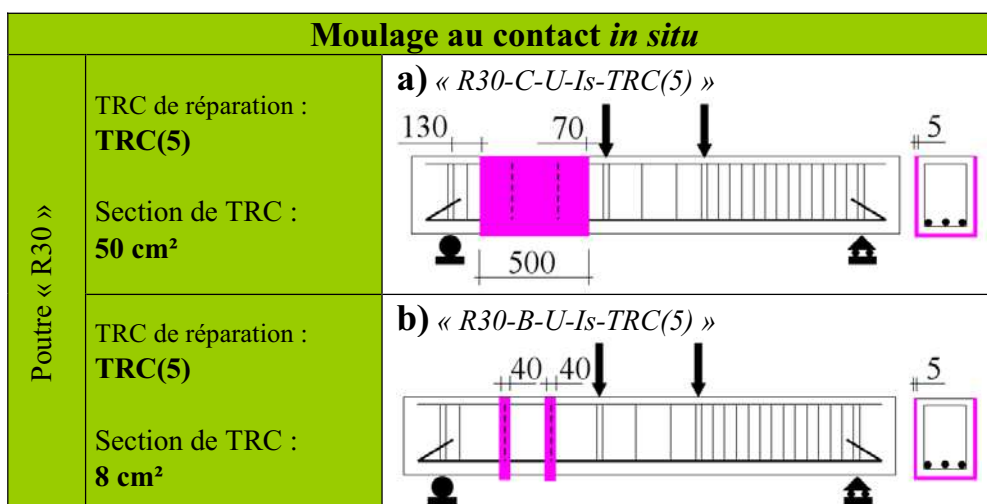 Moulage au contact in situ
Poutre « R30 »
TRC de réparation :
TRC(5)
Section de TRC :
50 cm²
a) « R30-C-U-Is-TRC(5) »
130 70 5
500
TRC de réparation :
TRC(5)
Section de TRC :
8 cm²
b) « R30-B-U-Is-TRC(5) »
40 40 5